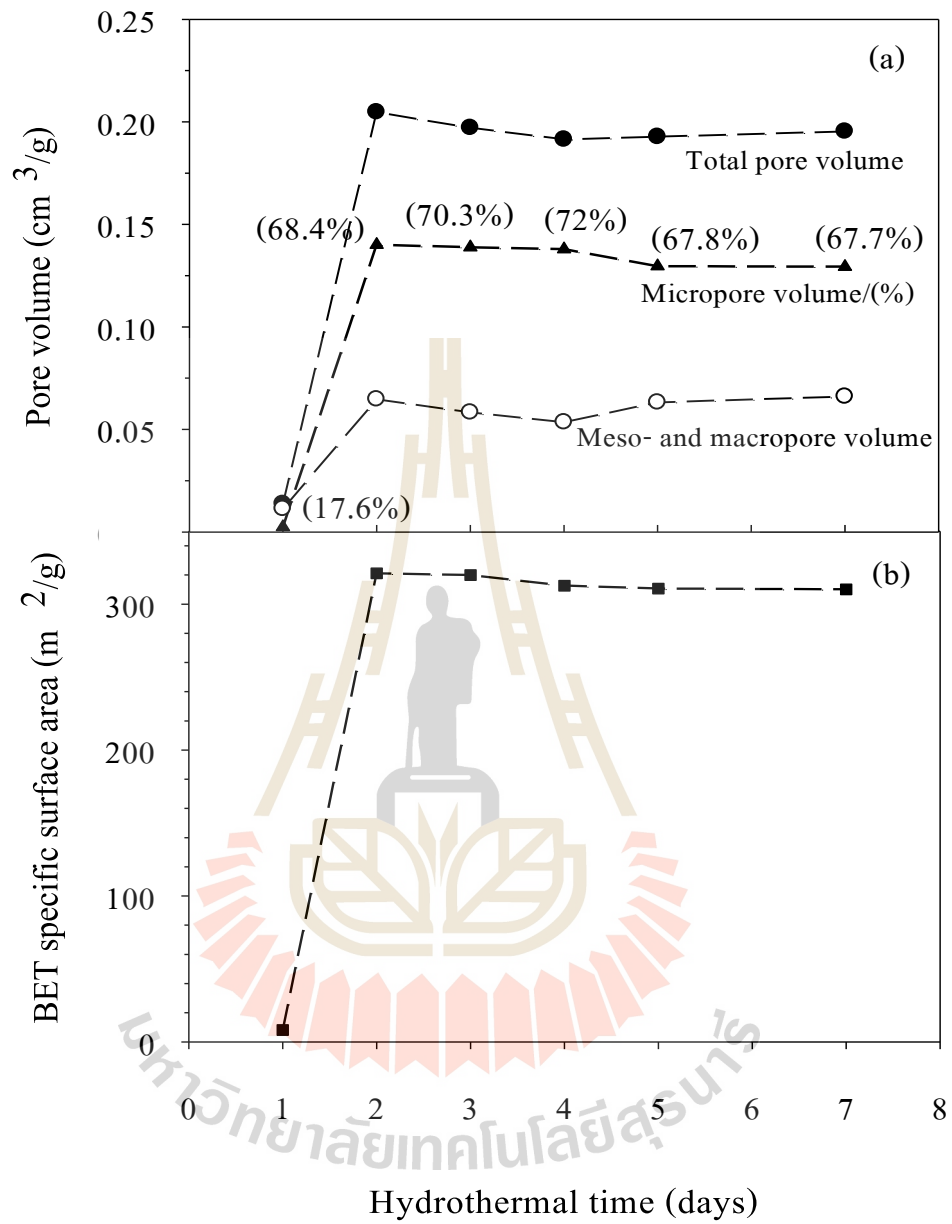 0.25
(a)
0.20
Total pore volume
(68.4%) (70.3%) (72%) (67.8%) (67.7%)
0.15
Micropore volume/(%)
0.10
Pore volume (cm 3/g)
0.05
Meso- and macropore volume
(17.6%)
(b)
300
200
BET specific surface area (m 2/g)
100
0
0 1 2 3 4 5 6 7 8
มหาวิทยาลัยเทคโนโลยีสุรนารี
Hydrothermal time (days)